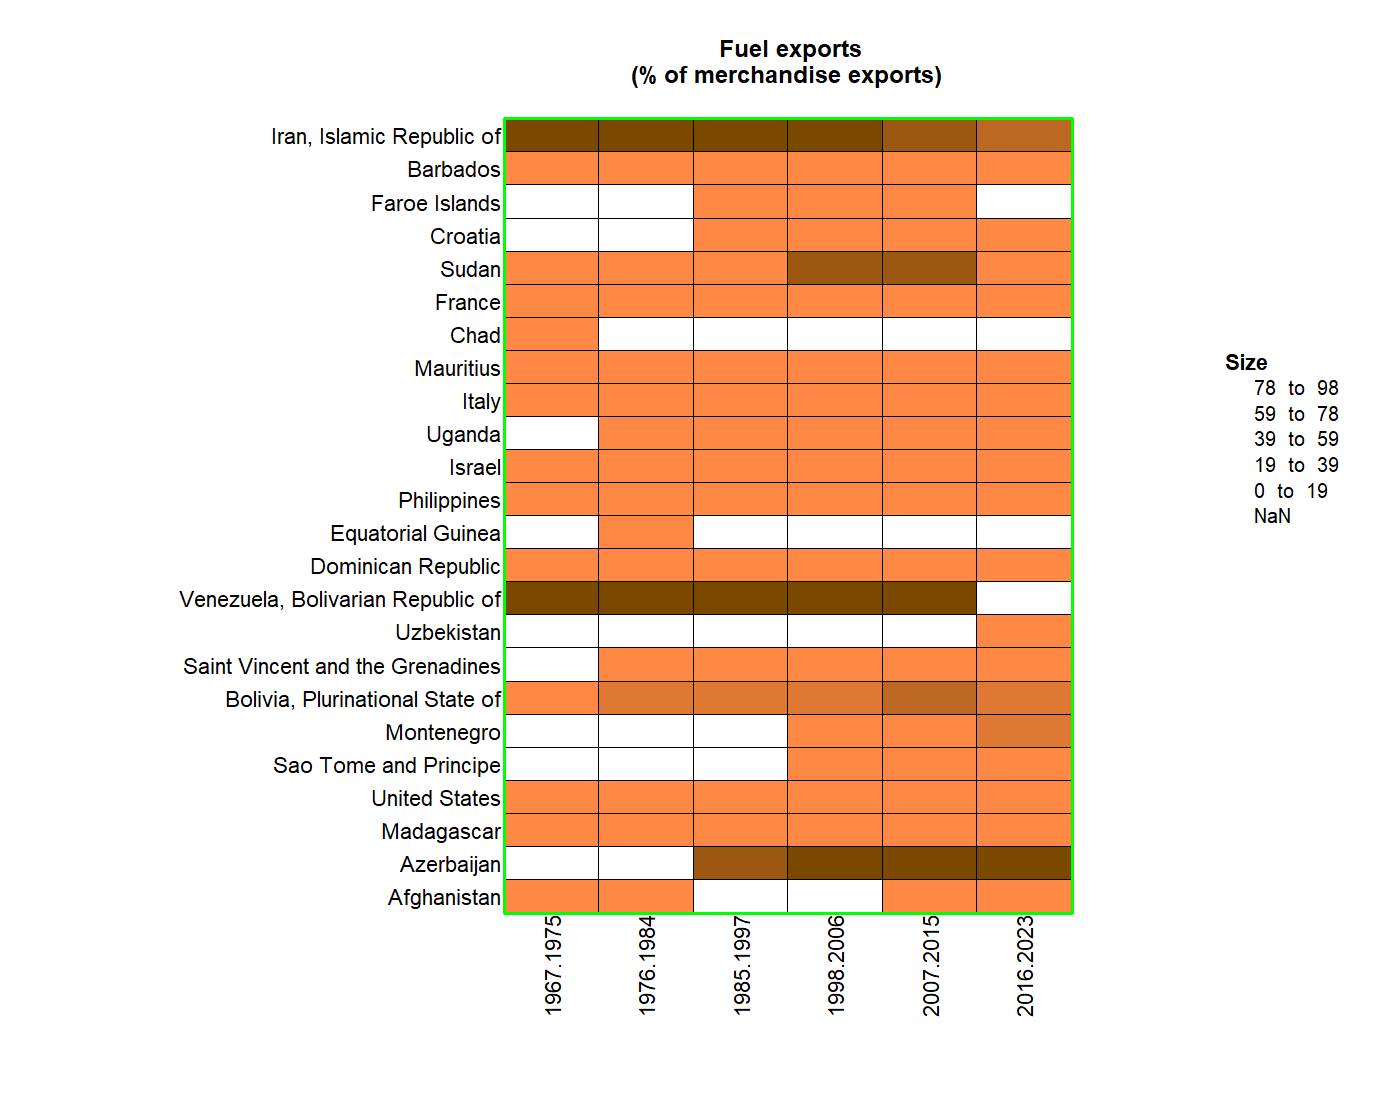 Fuel exports
(% of merchandise exports)
Iran, Islamic Republic of
Barbados
Faroe Islands
Croatia
Sudan
France
Chad
Mauritius
Italy
Uganda
Israel
Philippines
Equatorial Guinea
Dominican Republic
Venezuela, Bolivarian Republic of
Uzbekistan
Saint Vincent and the Grenadines
Bolivia, Plurinational State of
Montenegro
Sao Tome and Principe
United States
Madagascar
Azerbaijan
Afghanistan
1967.1975
1976.1984
1985.1997
1998.2006
2007.2015
2016.2023
Size
78 to 98
59 to 78
39 to 59
19 to 39
0 to 19
NaN